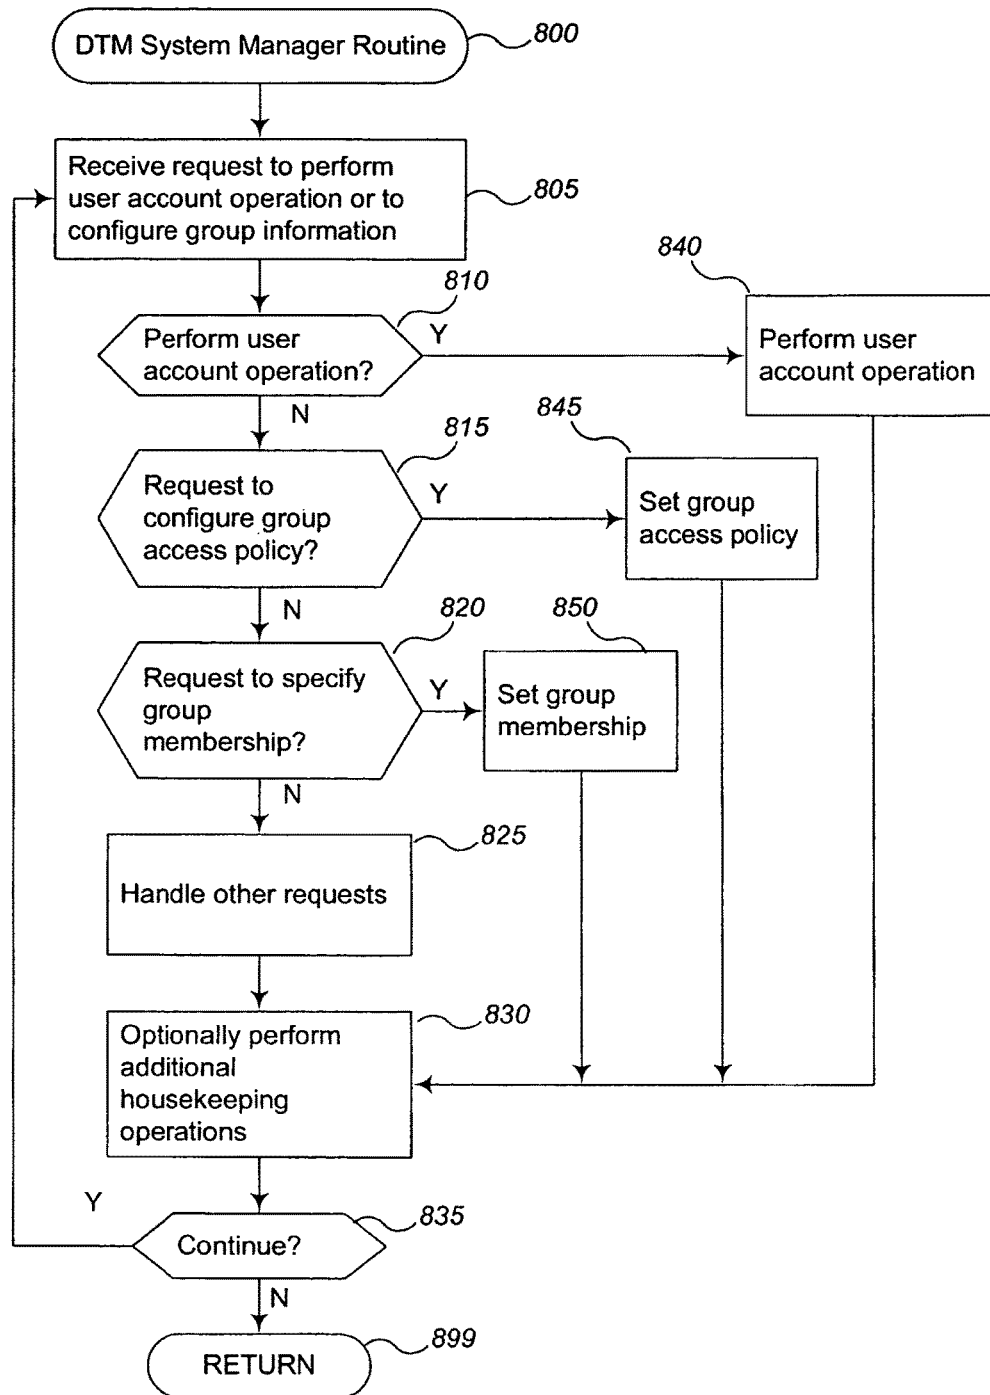 DTM System Manager Routine
800
Receive request to perform
user account operation or to
configure group information
805
810
Perform user
account operation?
Y
N
840
Perform user
account operation
815
Request to
configure group
access policy?
Y
N
845
Set group
access policy
820
Request to specify
group
membership?
Y
N
850
Set group
membership
825
Handle other requests
830
Optionally perform
additional
housekeeping
operations
Y
835
Continue?
N
899
RETURN